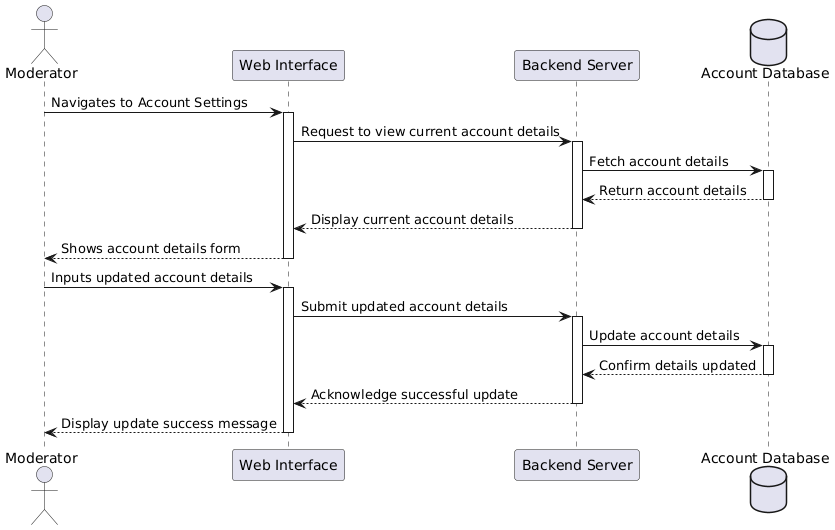 Moderator
Web Interface
Backend Server
Account Database
Navigates to Account Settings
Request to view current account details
Fetch account details
Return account details
Display current account details
Shows account details form
Inputs updated account details
Submit updated account details
Update account details
Confirm details updated
Acknowledge successful update
Display update success message
Moderator
Web Interface
Backend Server
Account Database